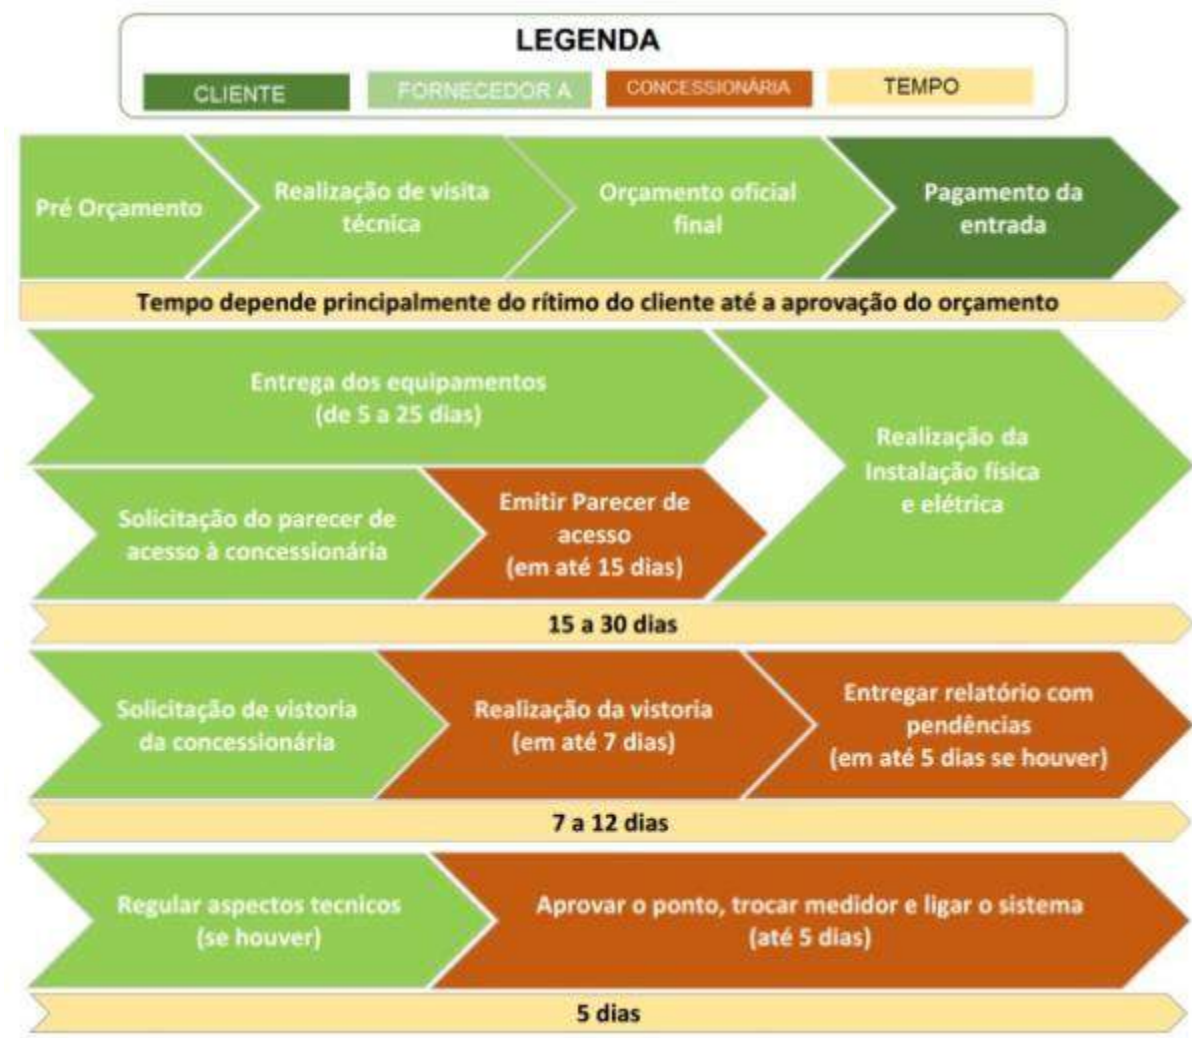 LEGENDA
CLIENTE
FORNECEDOR A
CONCESSIONÁRIA
TEMPO
Pré Orçamento
Realização de visita
técnica
Orçamento oficial
final
Pagamento da
entrada
Tempo depende principalmente do rítimo do cliente até a aprovação do orçamento
Entrega dos equipamentos
(de 5 a 25 dias)
Realização da
Instalação física
e elétrica
Solicitação do parecer de
acesso à concessionária
Emitir Parecer de
acesso
(em até 15 dias)
15 a 30 dias
Solicitação de vistoria
da concessionária
Realização da vistoria
(em até 7 dias)
Entregar relatório com
pendências
(em até 5 dias se houver)
7 a 12 dias
Regular aspectos tecnicos
(se houver)
Aprovar o ponto, trocar medidor e ligar o sistema
(até 5 dias)
5 dias